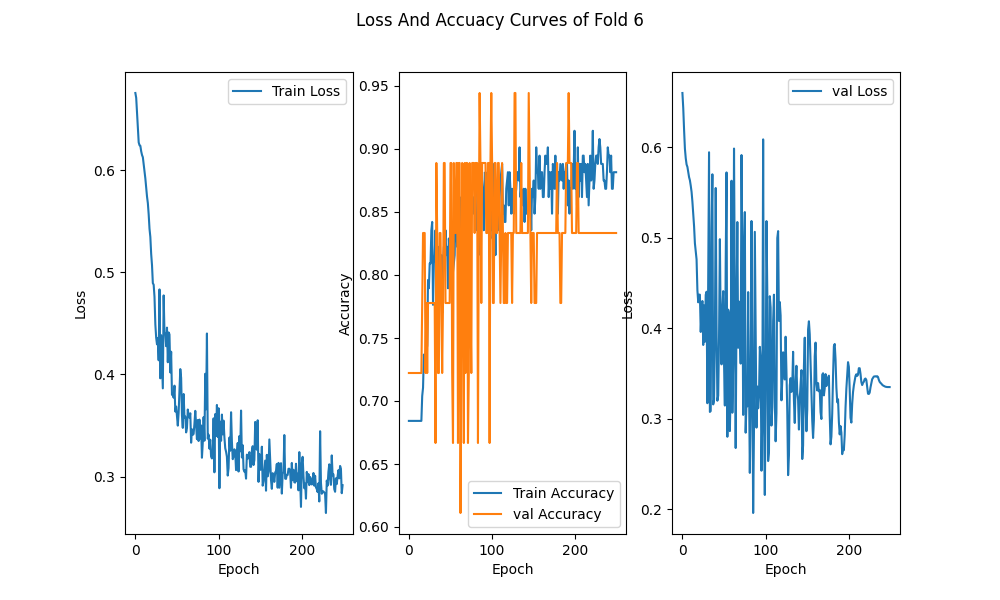 Loss And Accuacy Curves of Fold 6
Train Loss
0.6
0.5
0.4
0.3
0
100
200
Epoch
Loss
0.95
0.90
0.85
0.80
0.75
0.70
0.65
0.60
Train Accuracy
val Accuracy
0
100
200
Epoch
Accuracy
val Loss
0.6
0.5
0.4
0.3
0.2
0
100
200
Epoch
Loss